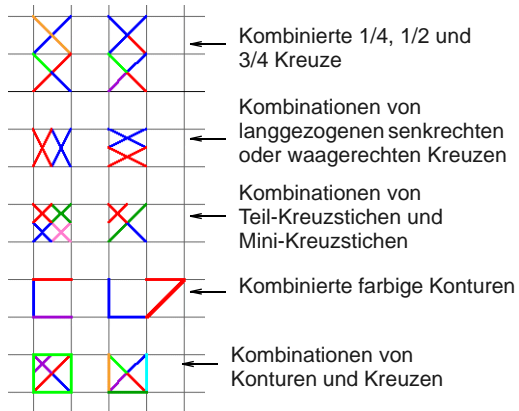 Kombinierte 1/4, 1/2 und
3/4 Kreuze
Kombinationen von
langgezogenen senkrechten
oder waagerechten Kreuzen
Kombinationen von
Teil-Kreuzstichen und
Mini-Kreuzstichen
Kombinierte farbige Konturen
Kombinationen von
Konturen und Kreuzen